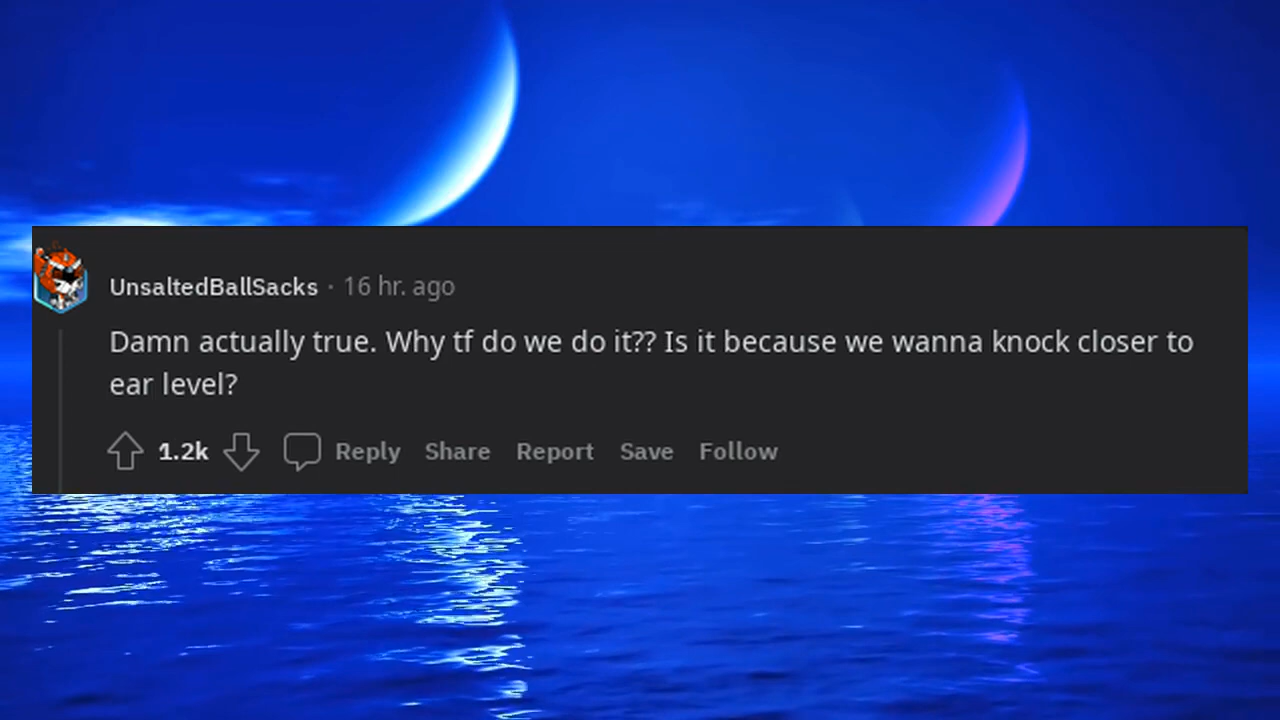 UnsaltedBallSacks · 16 hr. ago
Damn actually true. Why tf do we do it?? Is it because we wanna knock closer to
ear level?
1.2k Reply Share Report Save Follow